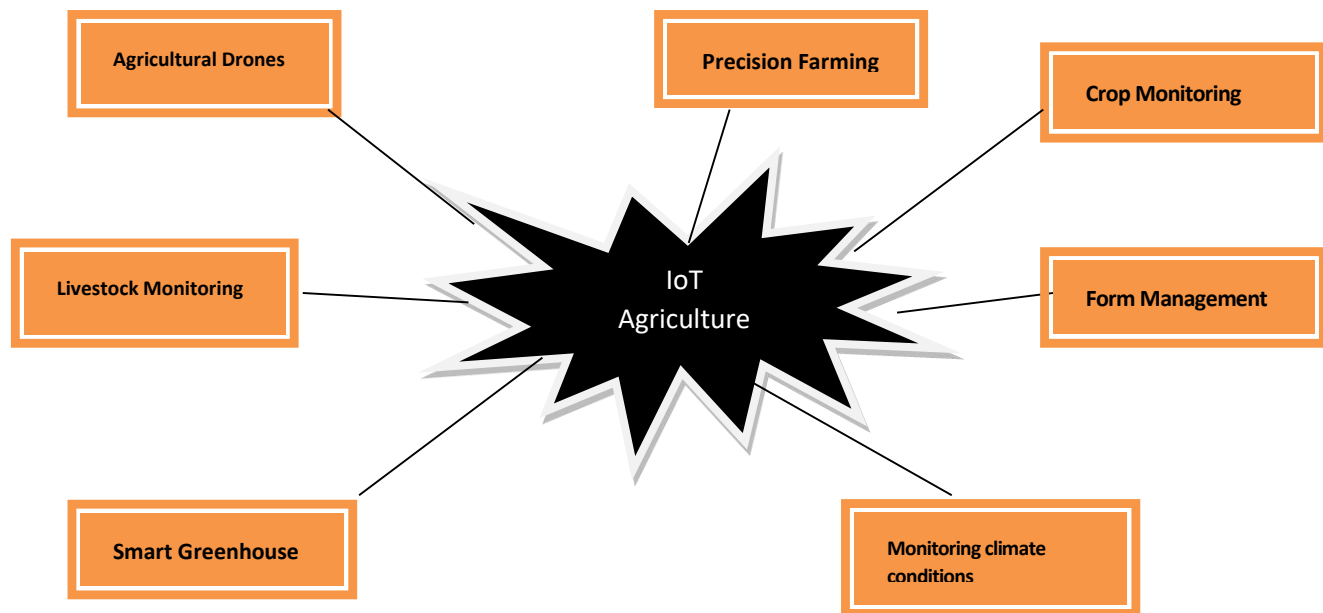 Agricultural Drones
Precision Farming
Crop Monitoring
Livestock Monitoring
IoT
Agriculture
Form Management
Smart Greenhouse
Monitoring climate
conditions